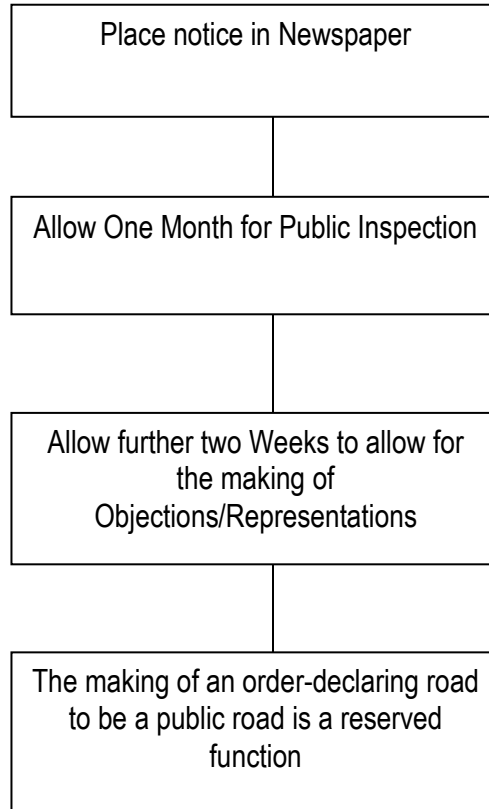 Place notice in Newspaper
Allow One Month for Public Inspection
Allow further two Weeks to allow for
the making of
Objections/Representations
The making of an order-declaring road
to be a public road is a reserved
function